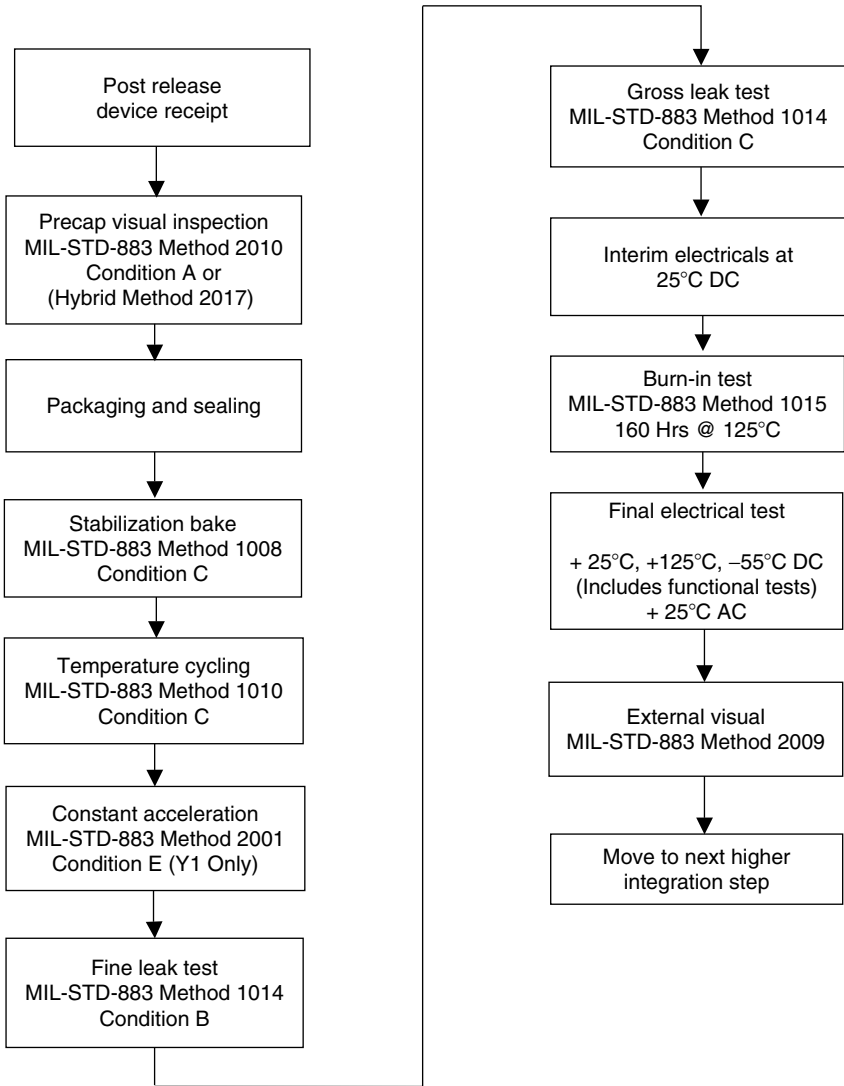 Post release
device receipt
Precap visual inspection
MIL-STD-883 Method 2010
Condition A or
(Hybrid Method 2017)
Packaging and sealing
Stabilization bake
MIL-STD-883 Method 1008
Condition C
Temperature cycling
MIL-STD-883 Method 1010
Condition C
Constant acceleration
MIL-STD-883 Method 2001
Condition E (Y1 Only)
Fine leak test
MIL-STD-883 Method 1014
Condition B
Gross leak test
MIL-STD-883 Method 1014
Condition C
Interim electricals at
25°C DC
Burn-in test
MIL-STD-883 Method 1015
160 Hrs @ 125°C
Final electrical test
+ 25°C, +125°C, −55°C DC
(Includes functional tests)
+ 25°C AC
External visual
MIL-STD-883 Method 2009
Move to next higher
integration step